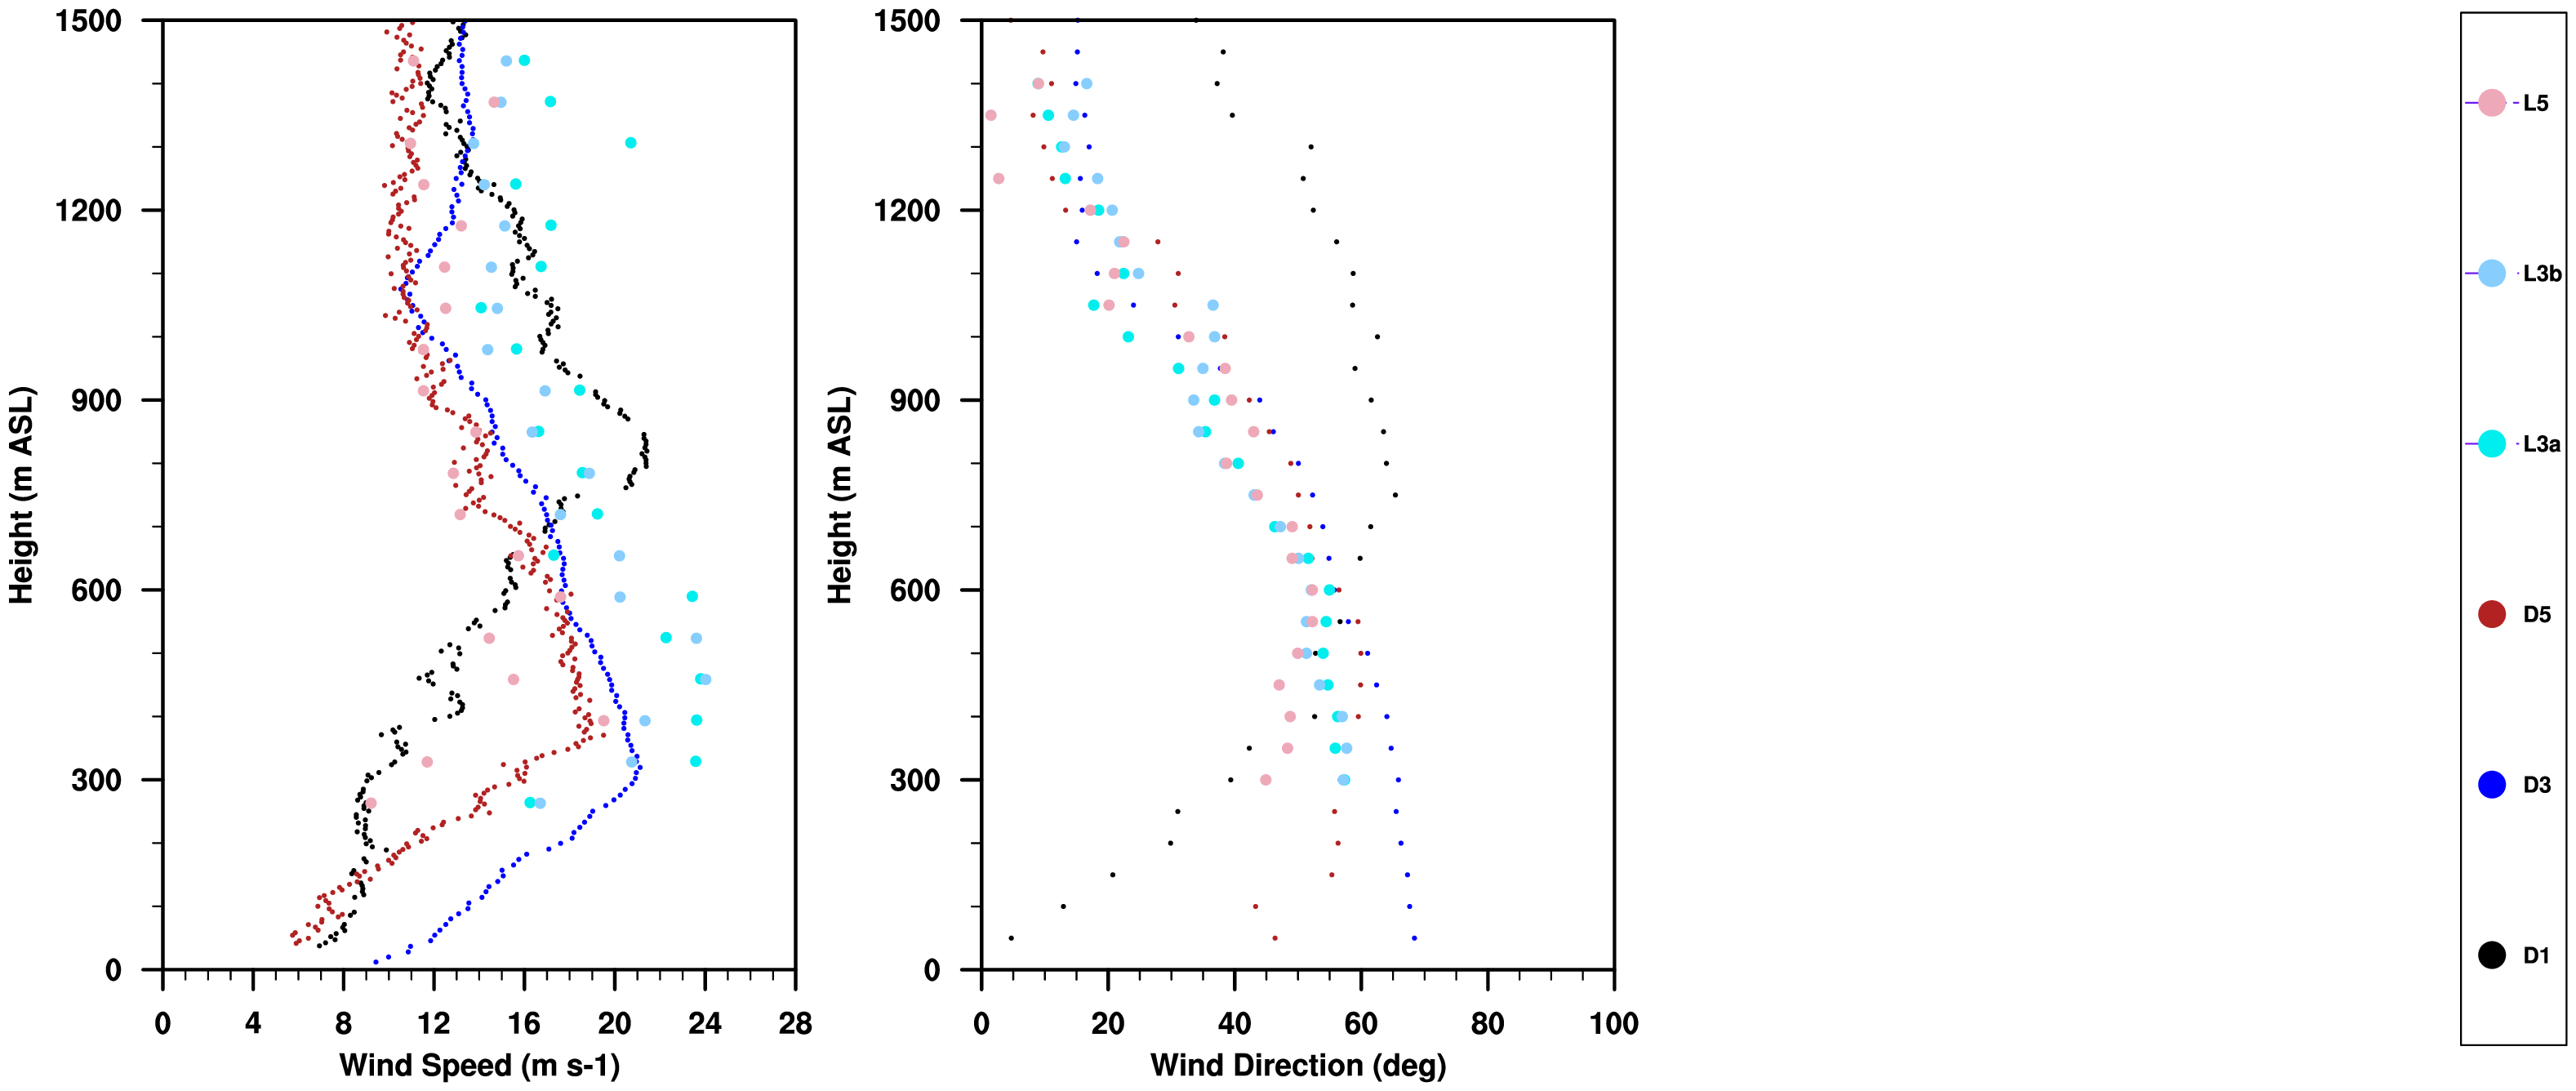 1500
1200
900
600
300
0
Height (m ASL)
0 4 8 12 16 20 24 28
Wind Speed (m s-1)
1500
1200
900
600
300
0
Height (m ASL)
0 20 40 60 80 100
Wind Direction (deg)
L5
L3b
L3a
D5
D3
D1